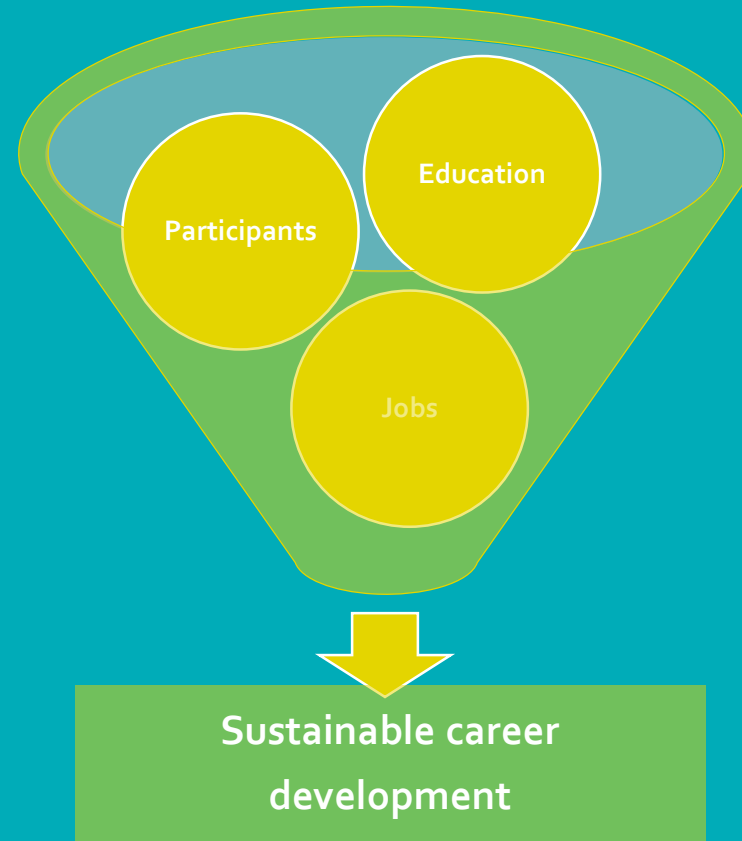 Education
Participants
Jobs
Sustainable career
development